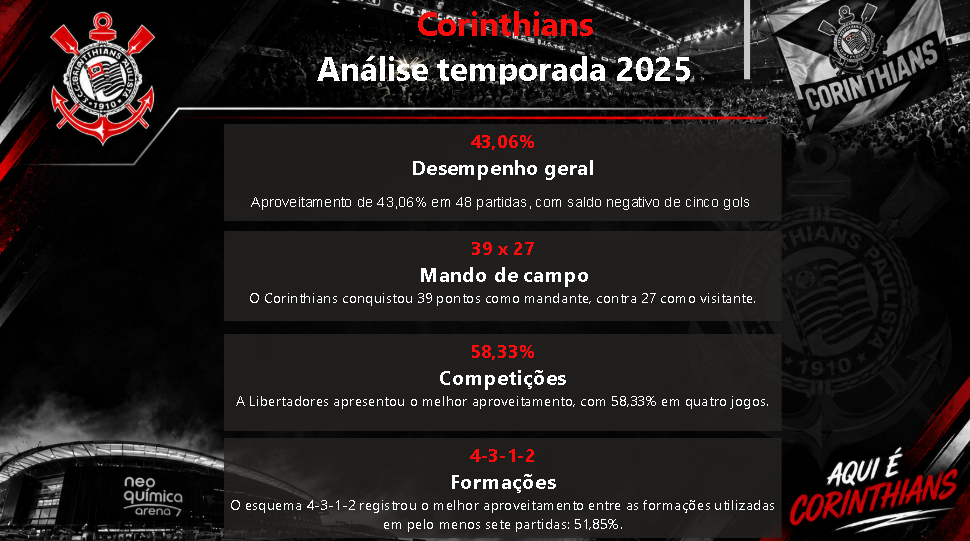 Corinthians
Análise temporada 2025
CORINTHIANS
43,06%
Desempenho geral
Aproveitamento de 43,06% em 48 partidas, com saldo negativo de cinco gols
39 x 27
Mando de campo
O Corinthians conquistou 39 pontos como mandante, contra 27 como visitante.
58,33%
Competições
A Libertadores apresentou o melhor aproveitamento, com 58,33% em quatro jogos.
4-3-1-2
Formações
O esquema 4-3-1-2 registrou o melhor aproveitamento entre as formações utilizadas
em pelo menos sete partidas: 51,85%.
neo
química
arena
AQUI É
CORINTHIANS
1910